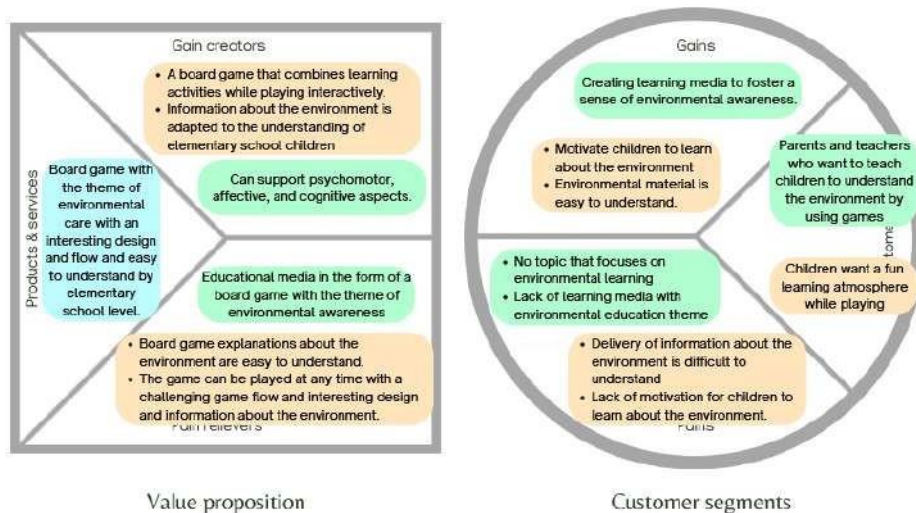 Gain creators
• A board game that combines learning
activities while playing interactively.
• Information about the environment is
adapted to the understanding of
elementary school children
Can support psychomotor,
affective, and cognitive aspects.
Products & services
Board game with
the theme of
environmental
care with an
interesting design
and flow and easy
to understand by
elementary
school level.
Educational media in the form of a
board game with the theme of
environmental awareness
• Board game explanations about the
environment are easy to understand.
• The game can be played at any time with a
challenging game flow and interesting design
and information about the environment.
Pain relievers
Value proposition
Gains
Creating learning media to foster a
sense of environmental awareness.
• Motivate children to learn
about the environment
• Environmental material is
easy to understand.
Parents and teachers
who want to teach
children to understand
the environment by
using games
Children want a fun
learning atmosphere
while playing
• No topic that focuses on
environmental learning
• Lack of learning media with
environmental education theme
• Delivery of information about the
environment is difficult to
understand
• Lack of motivation for children to
learn about the environment.
Pains
Customer segments